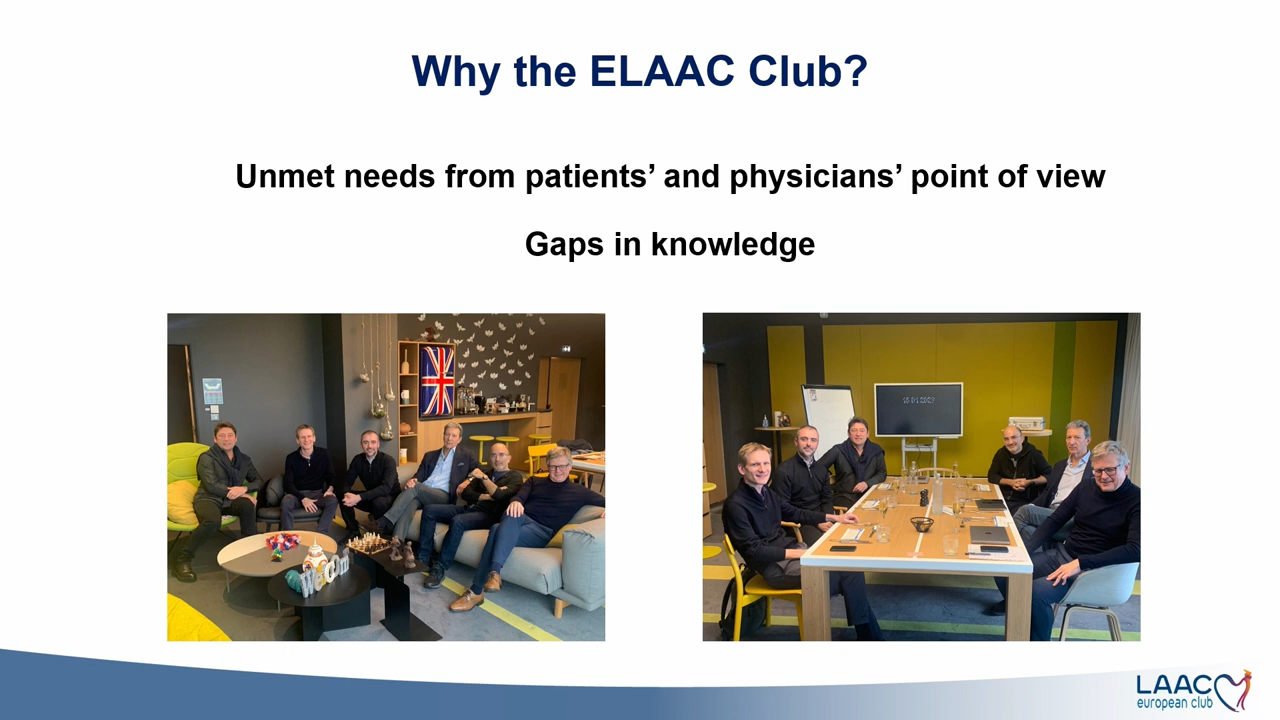 Why the ELAAC Club?
Unmet needs from patients’ and physicians’ point of view
Gaps in knowledge
LAAC
european club